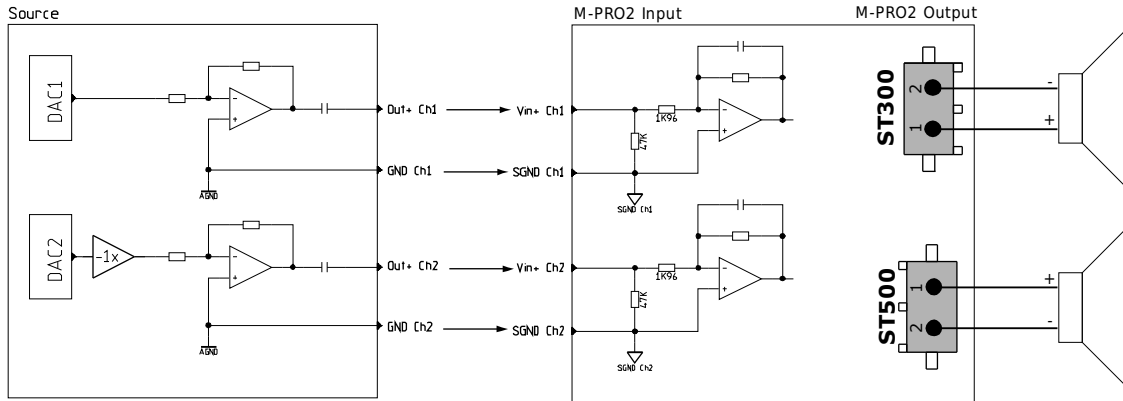 Source
M-PRO2 Input
M-PRO2 Output
DAC1
-
+
AGND
Out+ Ch1
Vin+ Ch1
GND Ch1
SGND Ch1
1K96
47K
-
+
SGND Ch1
ST300
2
1
-
+
DAC2
-1x
-
+
AGND
Out+ Ch2
Vin+ Ch2
GND Ch2
SGND Ch2
1K96
47K
-
+
SGND Ch2
ST500
1
2
+
-